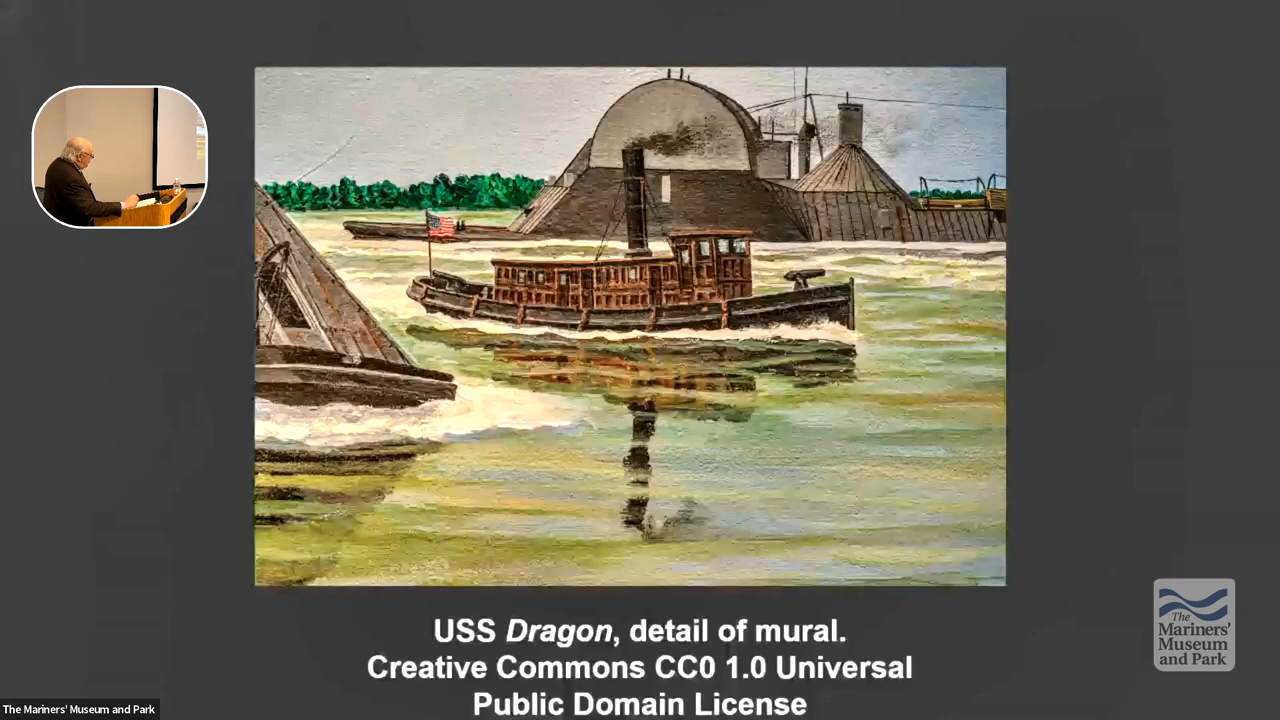 USS Dragon, detail of mural.
Creative Commons CC0 1.0 Universal
Public Domain License
The
Mariners'
Museum
and Park
The Mariners' Museum and Park